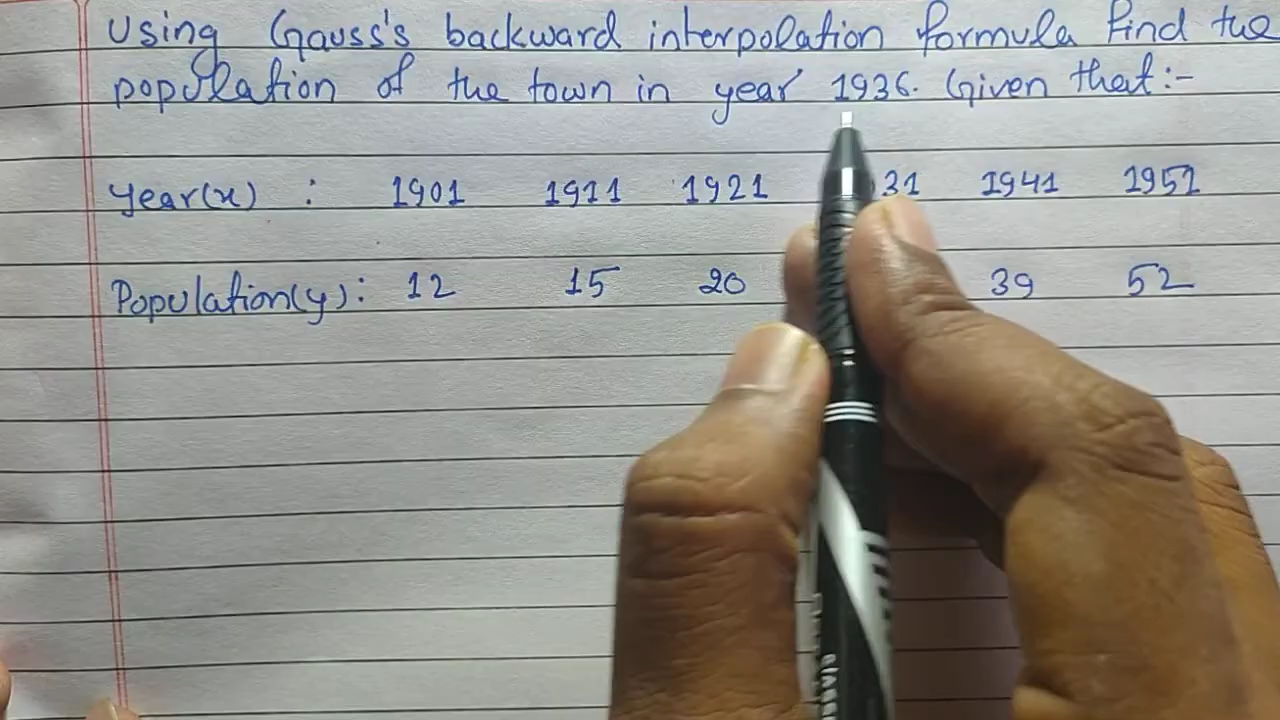 Using Gauss's backward interpolation formula find the
population of the town in year 1936. Given that:-
year(x) : 1901 1911 1921 31 1941 1951
Population(y): 12 15 20 39 52